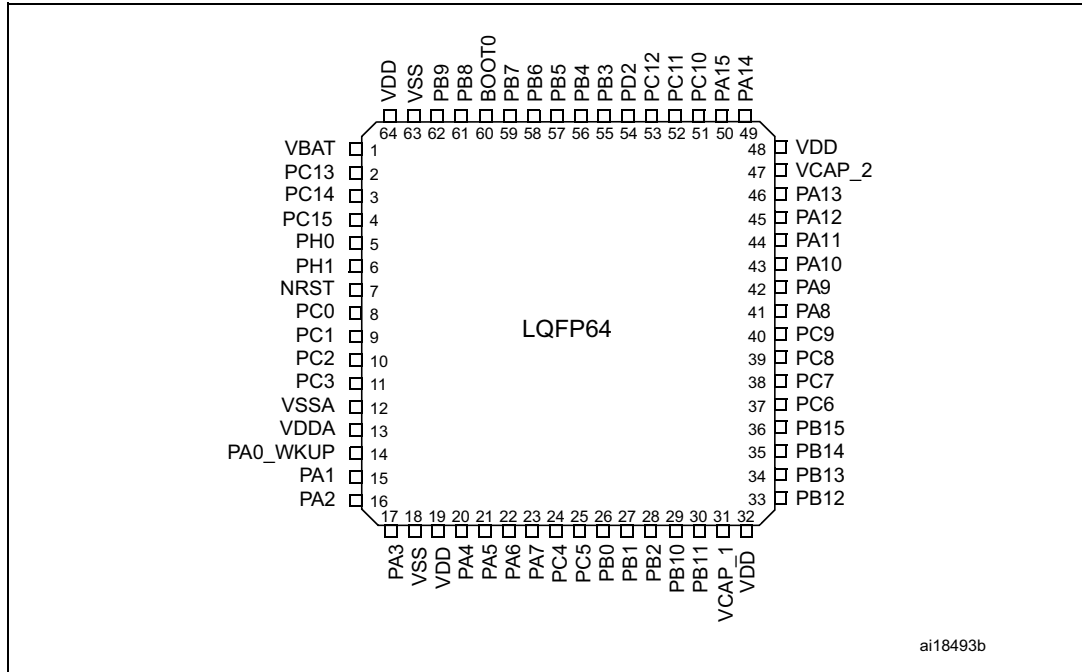 VDD VSS PB9 PB8 BOOT0 PB7 PB6 PB5 PB4 PB3 PD2 PC12 PC11 PC10 PA15 PA14
64 63 62 61 60 59 58 57 56 55 54 53 52 51 50 49
VBAT 1 48 VDD
PC13 2 47 VCAP_2
PC14 3 46 PA13
PC15 4 45 PA12
PH0 5 44 PA11
PH1 6 43 PA10
NRST 7 42 PA9
PC0 8 41 PA8
PC1 9 LQFP64 40 PC9
PC2 10 39 PC8
PC3 11 38 PC7
VSSA 12 37 PC6
VDDA 13 36 PB15
PA0_WKUP 14 35 PB14
PA1 15 34 PB13
PA2 16 33 PB12
17 18 19 20 21 22 23 24 25 26 27 28 29 30 31 32
PA3 VSS VDD PA4 PA5 PA6 PA7 PC4 PC5 PB0 PB1 PB2 PB10 PB11 VCAP_1 VDD
ai18493b